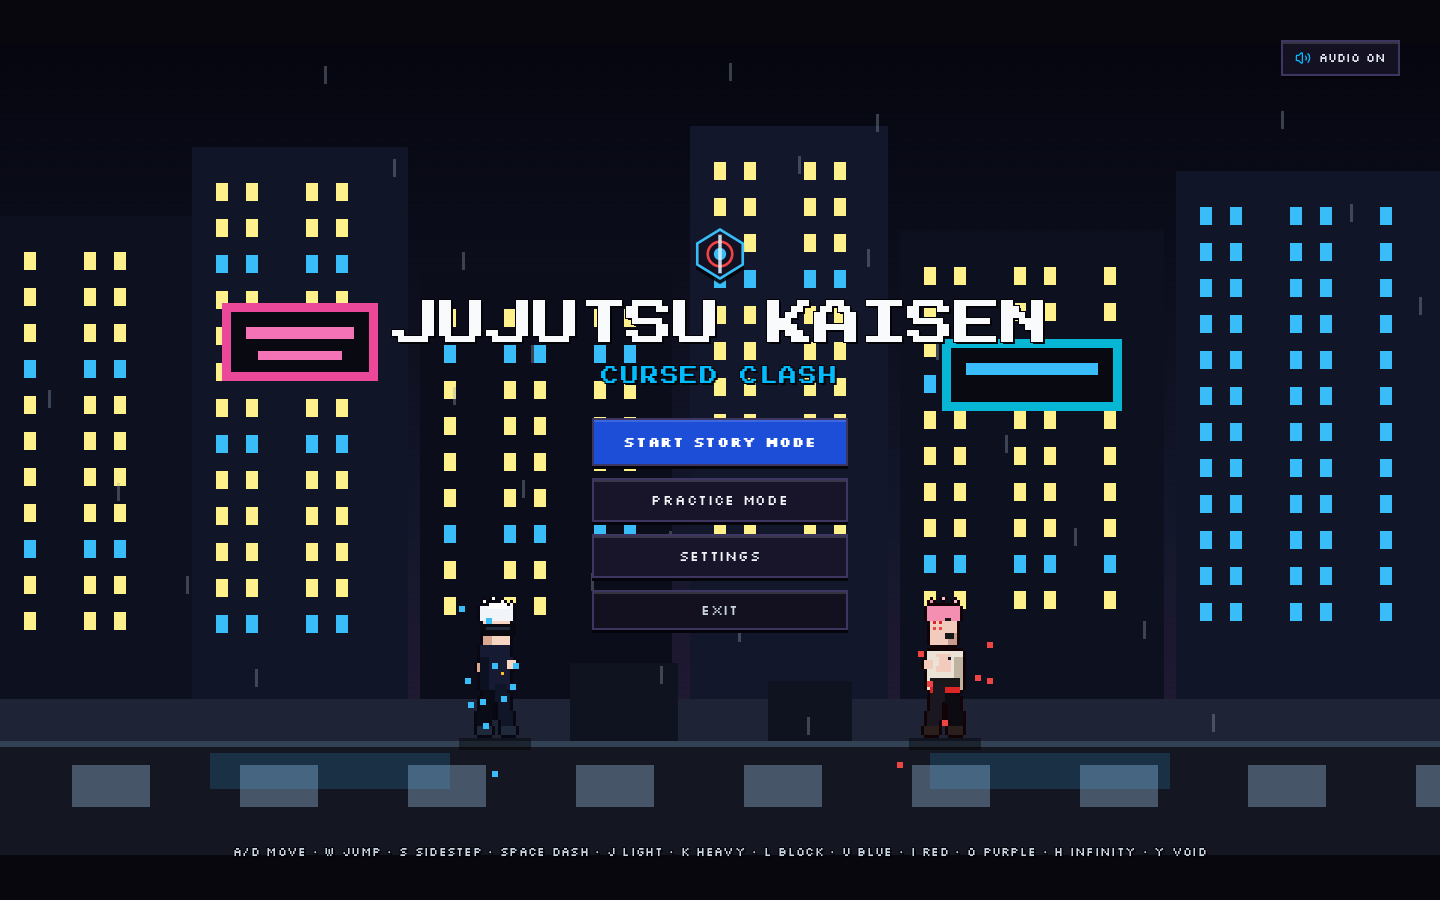 AUDIO ON
JUJUTSU KAISEN
CURSED CLASH
START STORY MODE
PRACTICE MODE
SETTINGS
EXIT
A/D MOVE · W JUMP · S SIDESTEP · SPACE DASH · J LIGHT · K HEAVY · L BLOCK · U BLUE · I RED · O PURPLE · H INFINITY · Y VOID